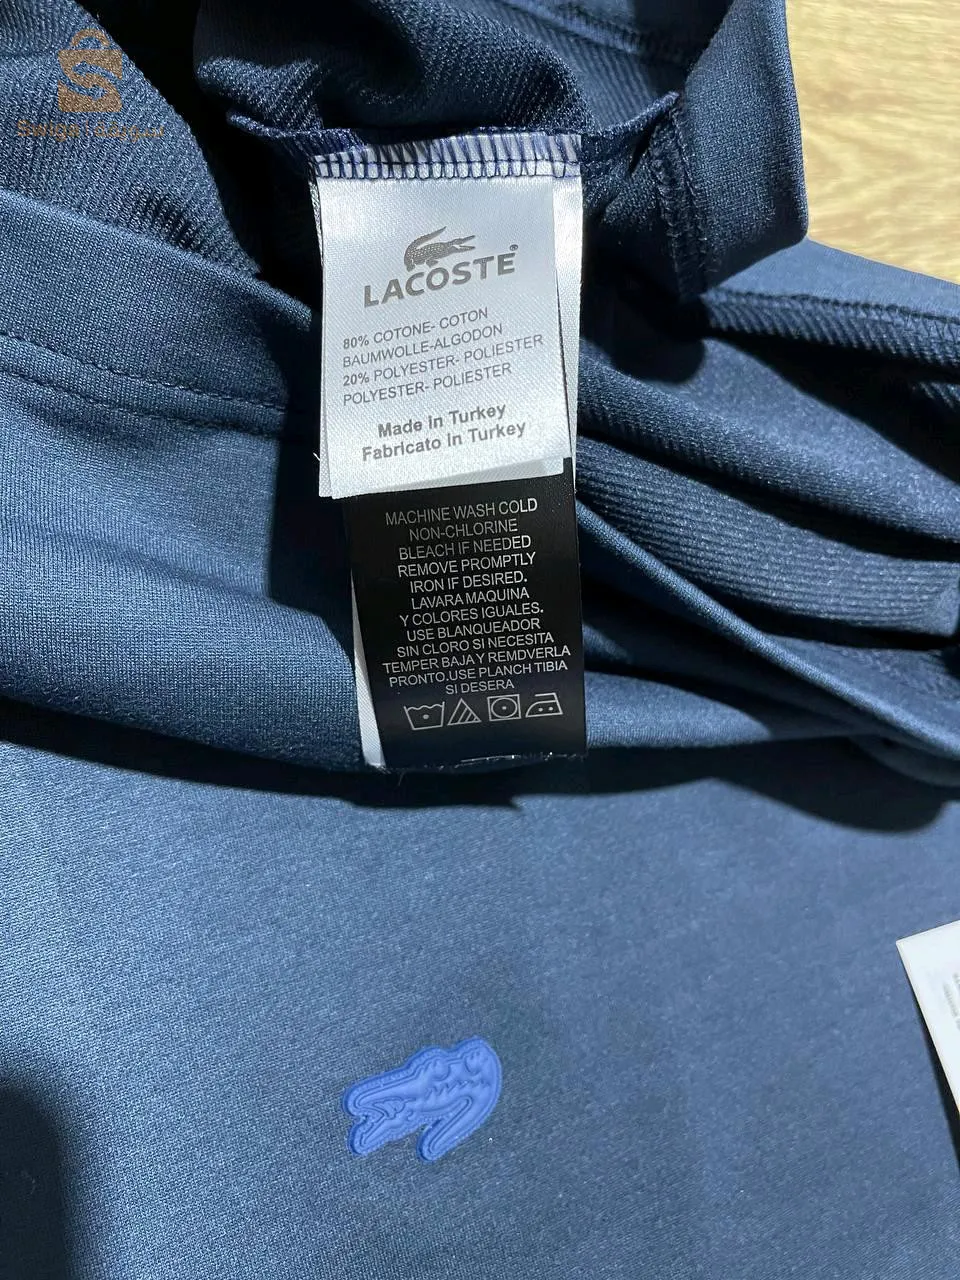 LACOSTE®
80% COTONE- COTON
BAUMWOLLE-ALGODON
20% POLYESTER- POLIESTER
POLYESTER- POLIESTER
Made in Turkey
Fabricato In Turkey
MACHINE WASH COLD
NON-CHLORINE
BLEACH IF NEEDED
REMOVE PROMPTLY
IRON IF DESIRED.
LAVARA MAQUINA
Y COLORES IGUALES.
USE BLANQUEADOR
SIN CLORO SI NECESITA
TEMPER BAJA Y REMDVERLA
PRONTO.USE PLANCH TIBIA
SI DESERA